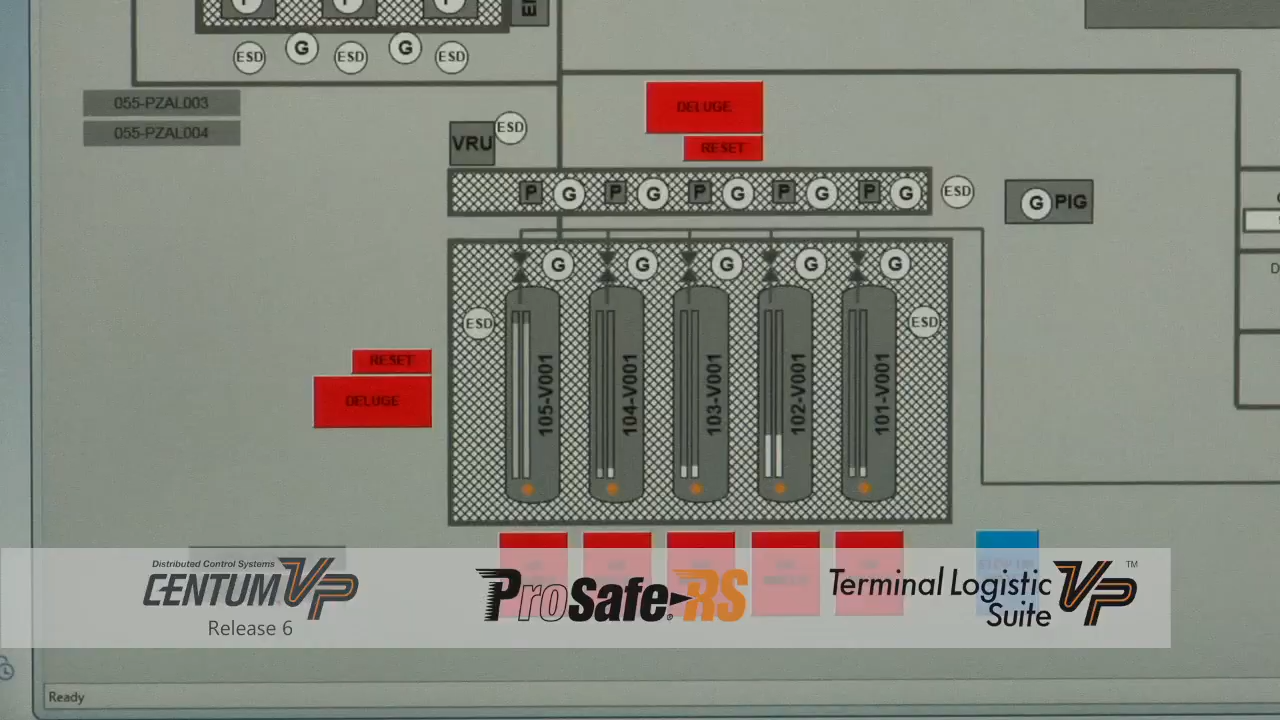 ESD
G
ESD
G
ESD
055-PZAL003
055-PZAL004
DELUGE
RESET
VRU
ESD
P G P G P G P G P G
ESD
G PIG
G G G G G
ESD
ESD
105-V001
104-V001
103-V001
102-V001
101-V001
RESET
DELUGE
Distributed Control Systems
CENTUM VP
Release 6
ProSafe-RS
Terminal Logistic
Suite VP™
Ready